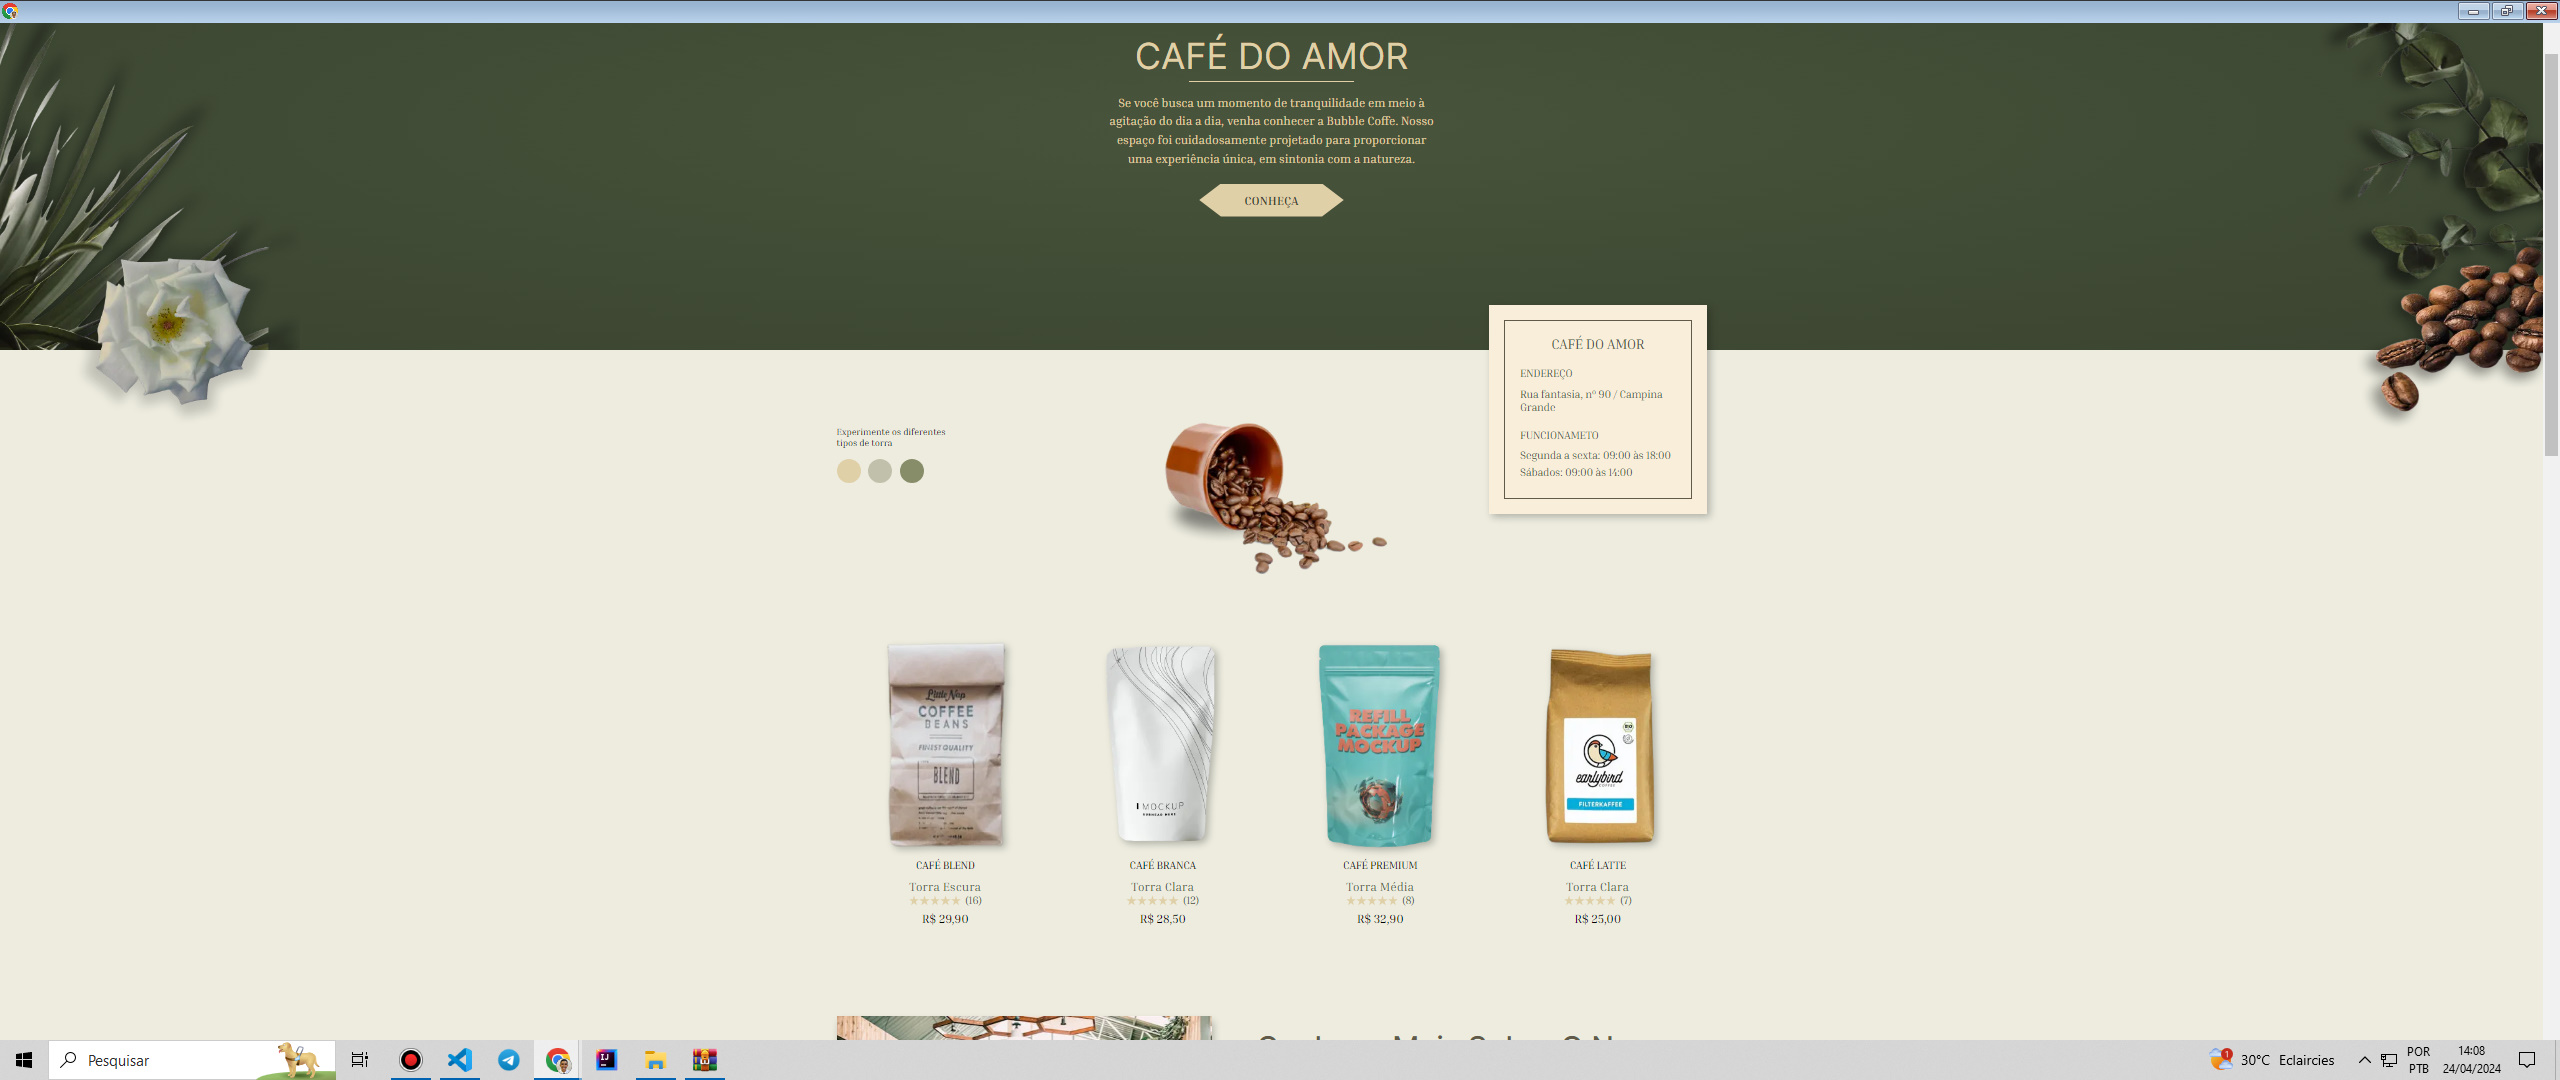 CAFÉ DO AMOR
Se você busca um momento de tranquilidade em meio à
agitação do dia a dia, venha conhecer a Bubble Coffe. Nosso
espaço foi cuidadosamente projetado para proporcionar
uma experiência única, em sintonia com a natureza.
CONHEÇA
CAFÉ DO AMOR
ENDEREÇO
Rua fantasia, nº 90 / Campina
Grande
FUNCIONAMETO
Segunda a sexta: 09:00 às 18:00
Sábados: 09:00 às 14:00
Experimente os diferentes
tipos de torra
Little Nap
COFFEE
BEANS
FINEST QUALITY
BLEND
MOCKUP
REFILL
PACKAGE
MOCKUP
earlybird
COFFEE
FILTERKAFFEE
CAFÉ BLEND
Torra Escura
★★★★★ (16)
R$ 29,90
CAFÉ BRANCA
Torra Clara
★★★★★ (12)
R$ 28,50
CAFÉ PREMIUM
Torra Média
★★★★★ (8)
R$ 32,90
CAFÉ LATTE
Torra Clara
★★★★★ (7)
R$ 25,00
Pesquisar
1
30°C Eclaircies
POR
PTB
14:08
24/04/2024